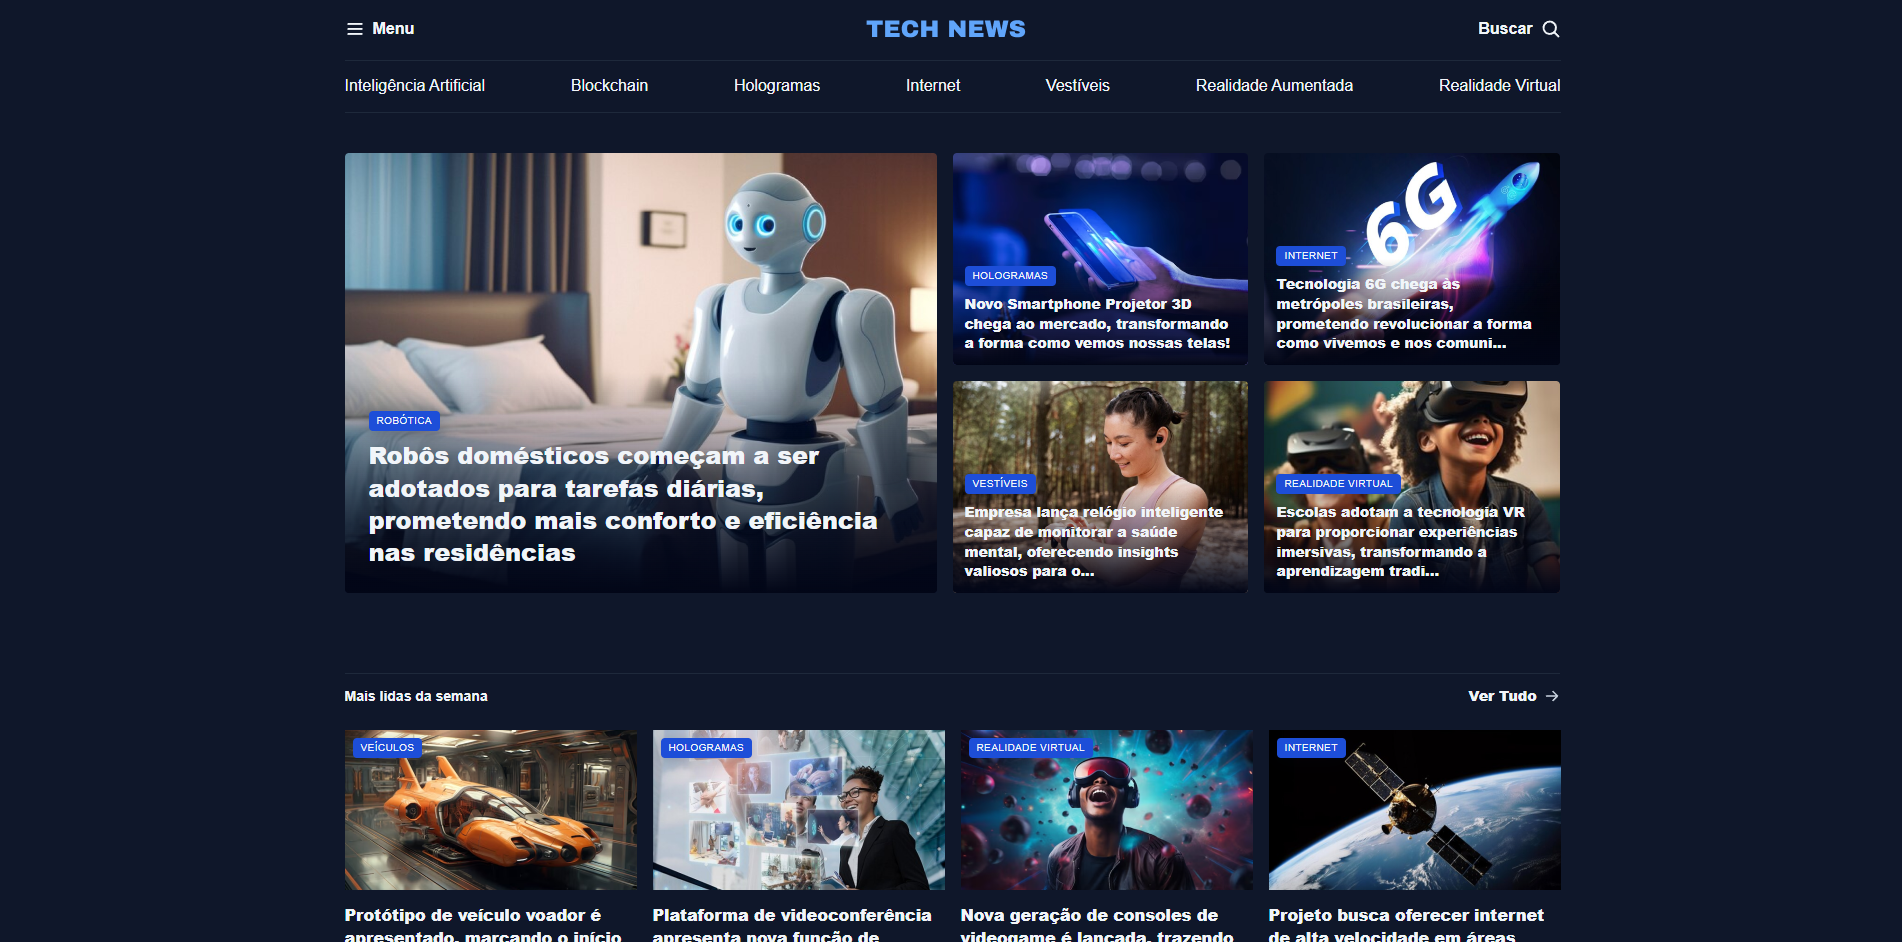 Menu
TECH NEWS
Buscar
Inteligência Artificial
Blockchain
Hologramas
Internet
Vestíveis
Realidade Aumentada
Realidade Virtual
ROBÓTICA
Robôs domésticos começam a ser
adotados para tarefas diárias,
prometendo mais conforto e eficiência
nas residências
HOLOGRAMAS
Novo Smartphone Projetor 3D
chega ao mercado, transformando
a forma como vemos nossas telas!
6G
INTERNET
Tecnologia 6G chega às
metrópoles brasileiras,
prometendo revolucionar a forma
como vivemos e nos comuni...
VESTÍVEIS
Empresa lança relógio inteligente
capaz de monitorar a saúde
mental, oferecendo insights
valiosos para o...
REALIDADE VIRTUAL
Escolas adotam a tecnologia VR
para proporcionar experiências
imersivas, transformando a
aprendizagem tradi...
Mais lidas da semana
Ver Tudo
VEÍCULOS
Protótipo de veículo voador é
apresentado, marcando o início
HOLOGRAMAS
Plataforma de videoconferência
apresenta nova função de
REALIDADE VIRTUAL
Nova geração de consoles de
videogame é lançada, trazendo
INTERNET
Projeto busca oferecer internet
de alta velocidade em áreas